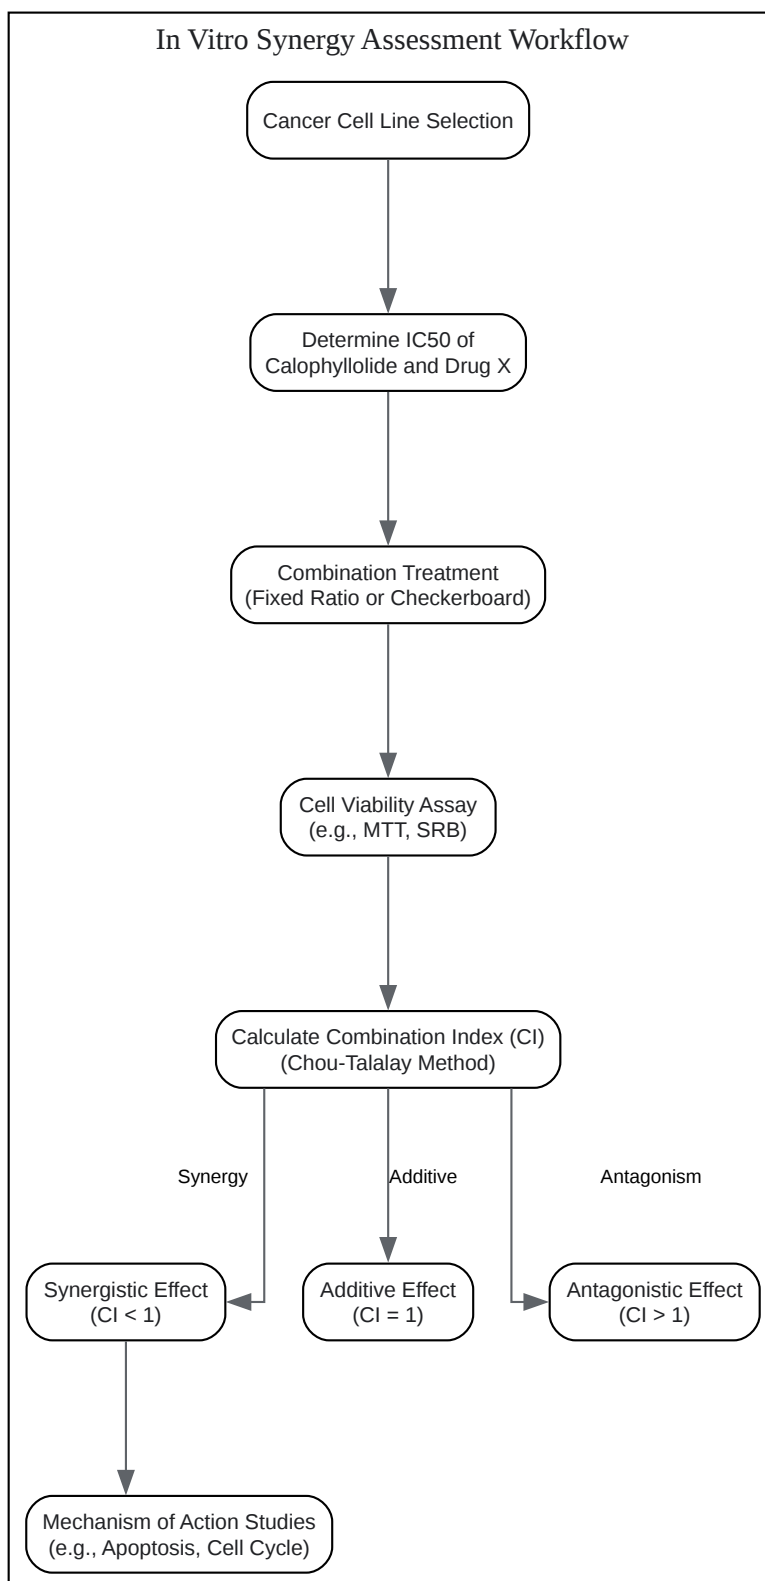 In Vitro Synergy Assessment Workflow
Cancer Cell Line Selection
Determine IC50 of
Calophyllolide and Drug X
Combination Treatment
(Fixed Ratio or Checkerboard)
Cell Viability Assay
(e.g., MTT, SRB)
Calculate Combination Index (CI)
(Chou-Talalay Method)
Synergy
Additive
Antagonism
Synergistic Effect
(CI < 1)
Additive Effect
(CI = 1)
Antagonistic Effect
(CI > 1)
Mechanism of Action Studies
(e.g., Apoptosis, Cell Cycle)